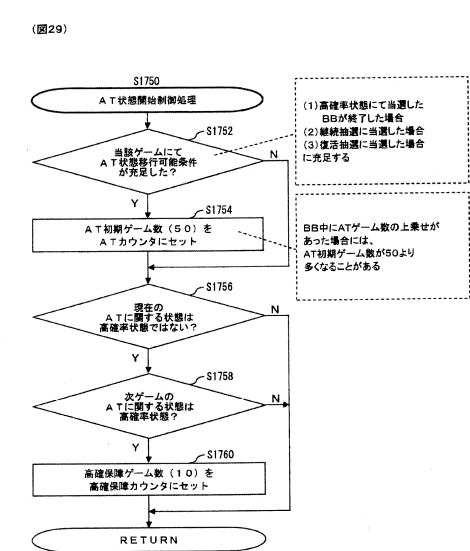 (図29)
S1750
AT状態開始制御処理
S1752
当該ゲームにて
AT状態移行可能条件
が充足した?
N
Y
(1)高確率状態にて当選した
BBが終了した場合
(2)継続抽選に当選した場合
(3)復活抽選に当選した場合
に充足する
S1754
AT初期ゲーム数(50)を
ATカウンタにセット
BB中にATゲーム数の上乗せが
あった場合には、
AT初期ゲーム数が50より
多くなることがある
S1756
現在の
ATに関する状態は
高確率状態ではない?
N
Y
S1758
次ゲームの
ATに関する状態は
高確率状態?
N
Y
S1760
高確保障ゲーム数(10)を
高確保障カウンタにセット
RETURN